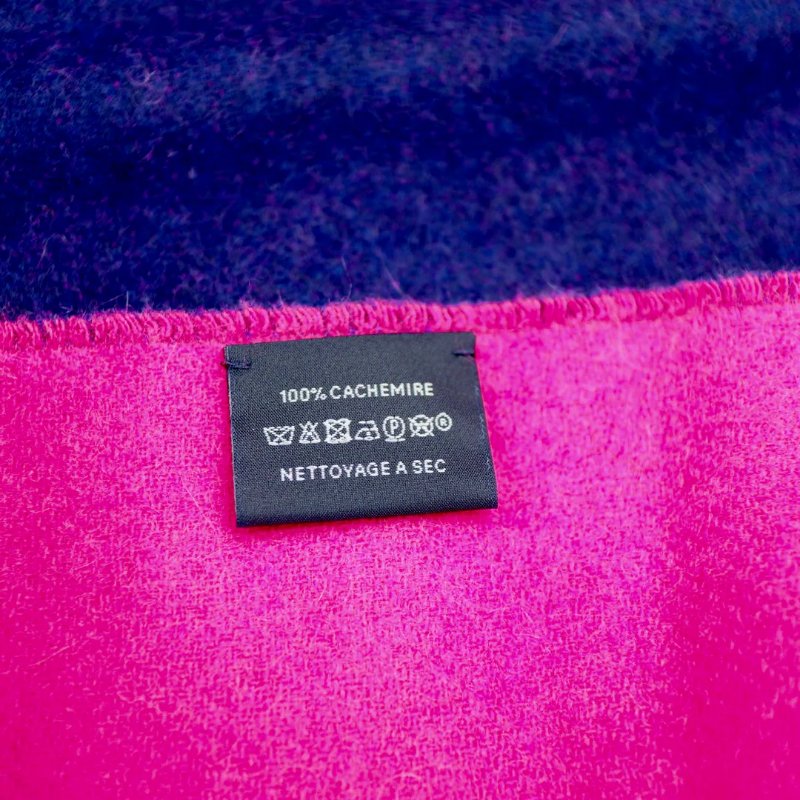 100% CACHEMIRE
P W ®
NETTOYAGE A SEC